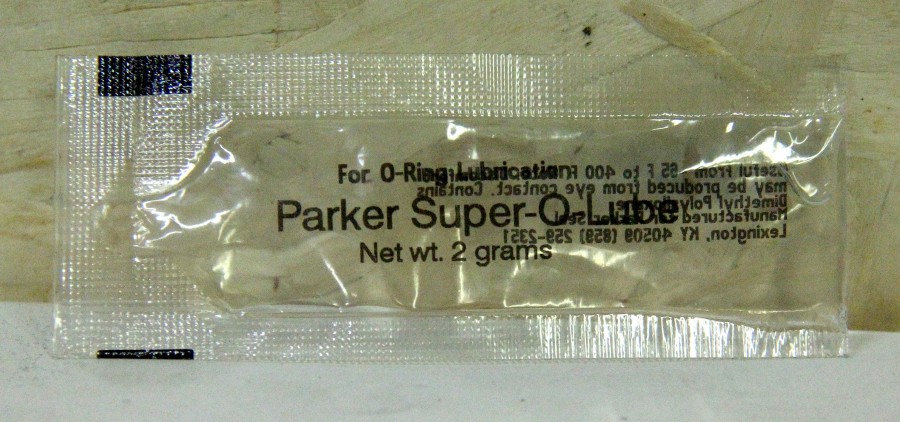 For O-Ring Lubrication
Parker Super-O-Lube
Net wt. 2 grams
Useful From 65 F to 400 F
may be produced from eye contact. Contains
Dimethyl
Manufactured
Lexington, KY 40509 (859) 259-2351